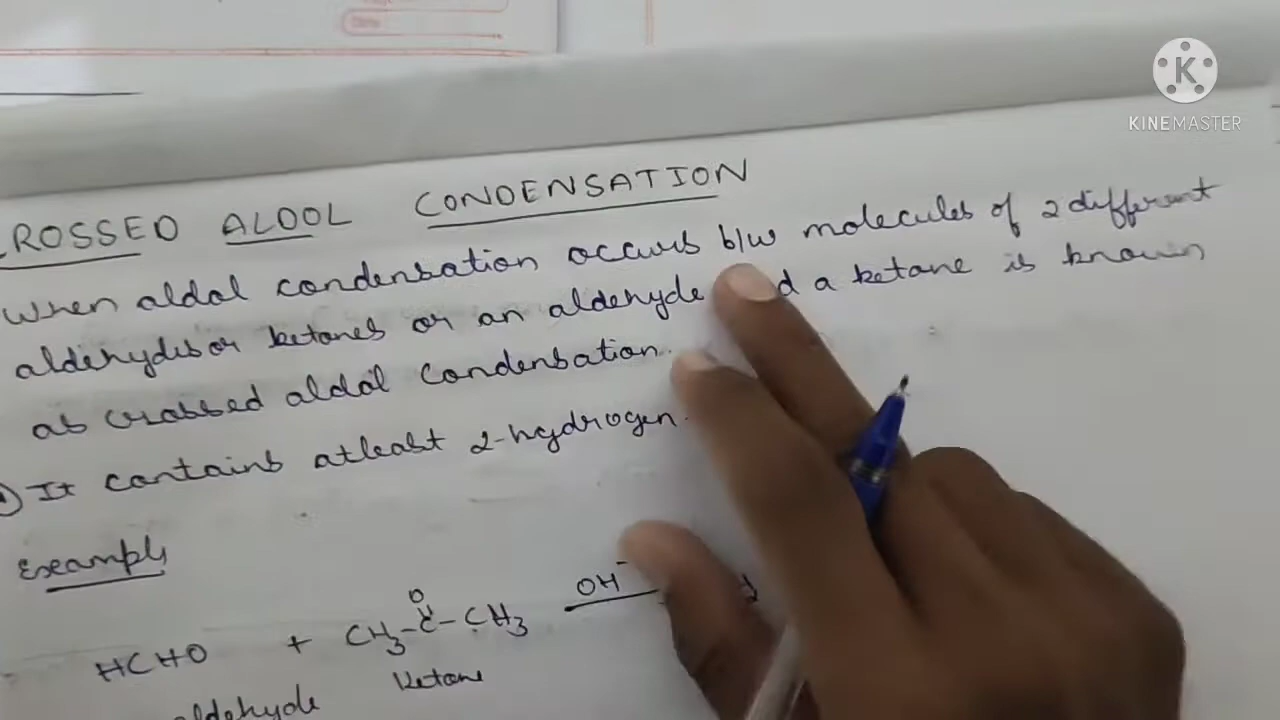 KINEMASTER
CROSSED ALDOL CONDENSATION
When aldol condensation occurs b/w molecules of 2 different
aldehydes or ketones or an aldehyde a ketone is known
as crossed aldol condensation.
It contains atleast 2-hydrogen.
Example
O
HCHO + CH3-C-CH3 OH-
aldehyde ketone